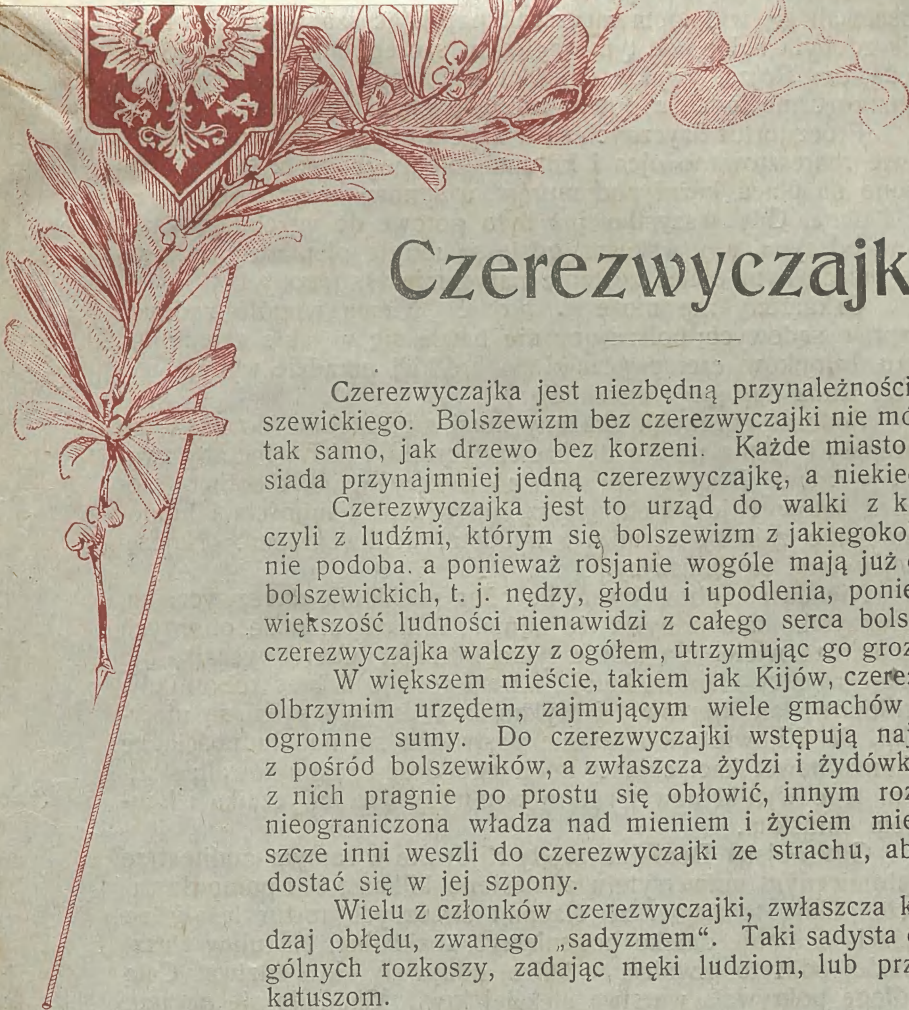 Czerezwyczajk
Czerezwyczajka jest niezbędną przynależności
szewickiego. Bolszewizm bez czerezwyczajki nie mo
tak samo, jak drzewo bez korzeni. Każde miasto
siada przynajmniej jedną czerezwyczajkę, a niekie
Czerezwyczajka jest to urząd do walki z k
czyli z ludźmi, którym się bolszewizm z jakiegoko
nie podoba. a ponieważ rosjanie wogóle mają już
bolszewickich, t. j. nędzy, głodu i upodlenia, ponie
większość ludności nienawidzi z całego serca bols
czerezwyczajka walczy z ogółem, utrzymując go groz
W większem mieście, takiem jak Kijów, czerez
olbrzymim urzędem, zajmującym wiele gmachów
ogromne sumy. Do czerezwyczajki wstępują naj
z pośród bolszewików, a zwłaszcza żydzi i żydówk
z nich pragnie po prostu się obłowić, innym roz
nieograniczona władza nad mieniem i życiem mie
szcze inni weszli do czerezwyczajki ze strachu, ab
dostać się w jej szpony.
Wielu z członków czerezwyczajki, zwłaszcza k
dzaj obłędu, zwanego „sadyzmem“. Taki sadysta
gólnych rozkoszy, zadając męki ludziom, lub prz
katuszom.